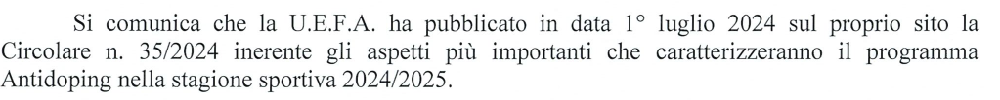 Si comunica che la U.E.F.A. ha pubblicato in data 1° luglio 2024 sul proprio sito la
Circolare n. 35/2024 inerente gli aspetti più importanti che caratterizzeranno il programma
Antidoping nella stagione sportiva 2024/2025.